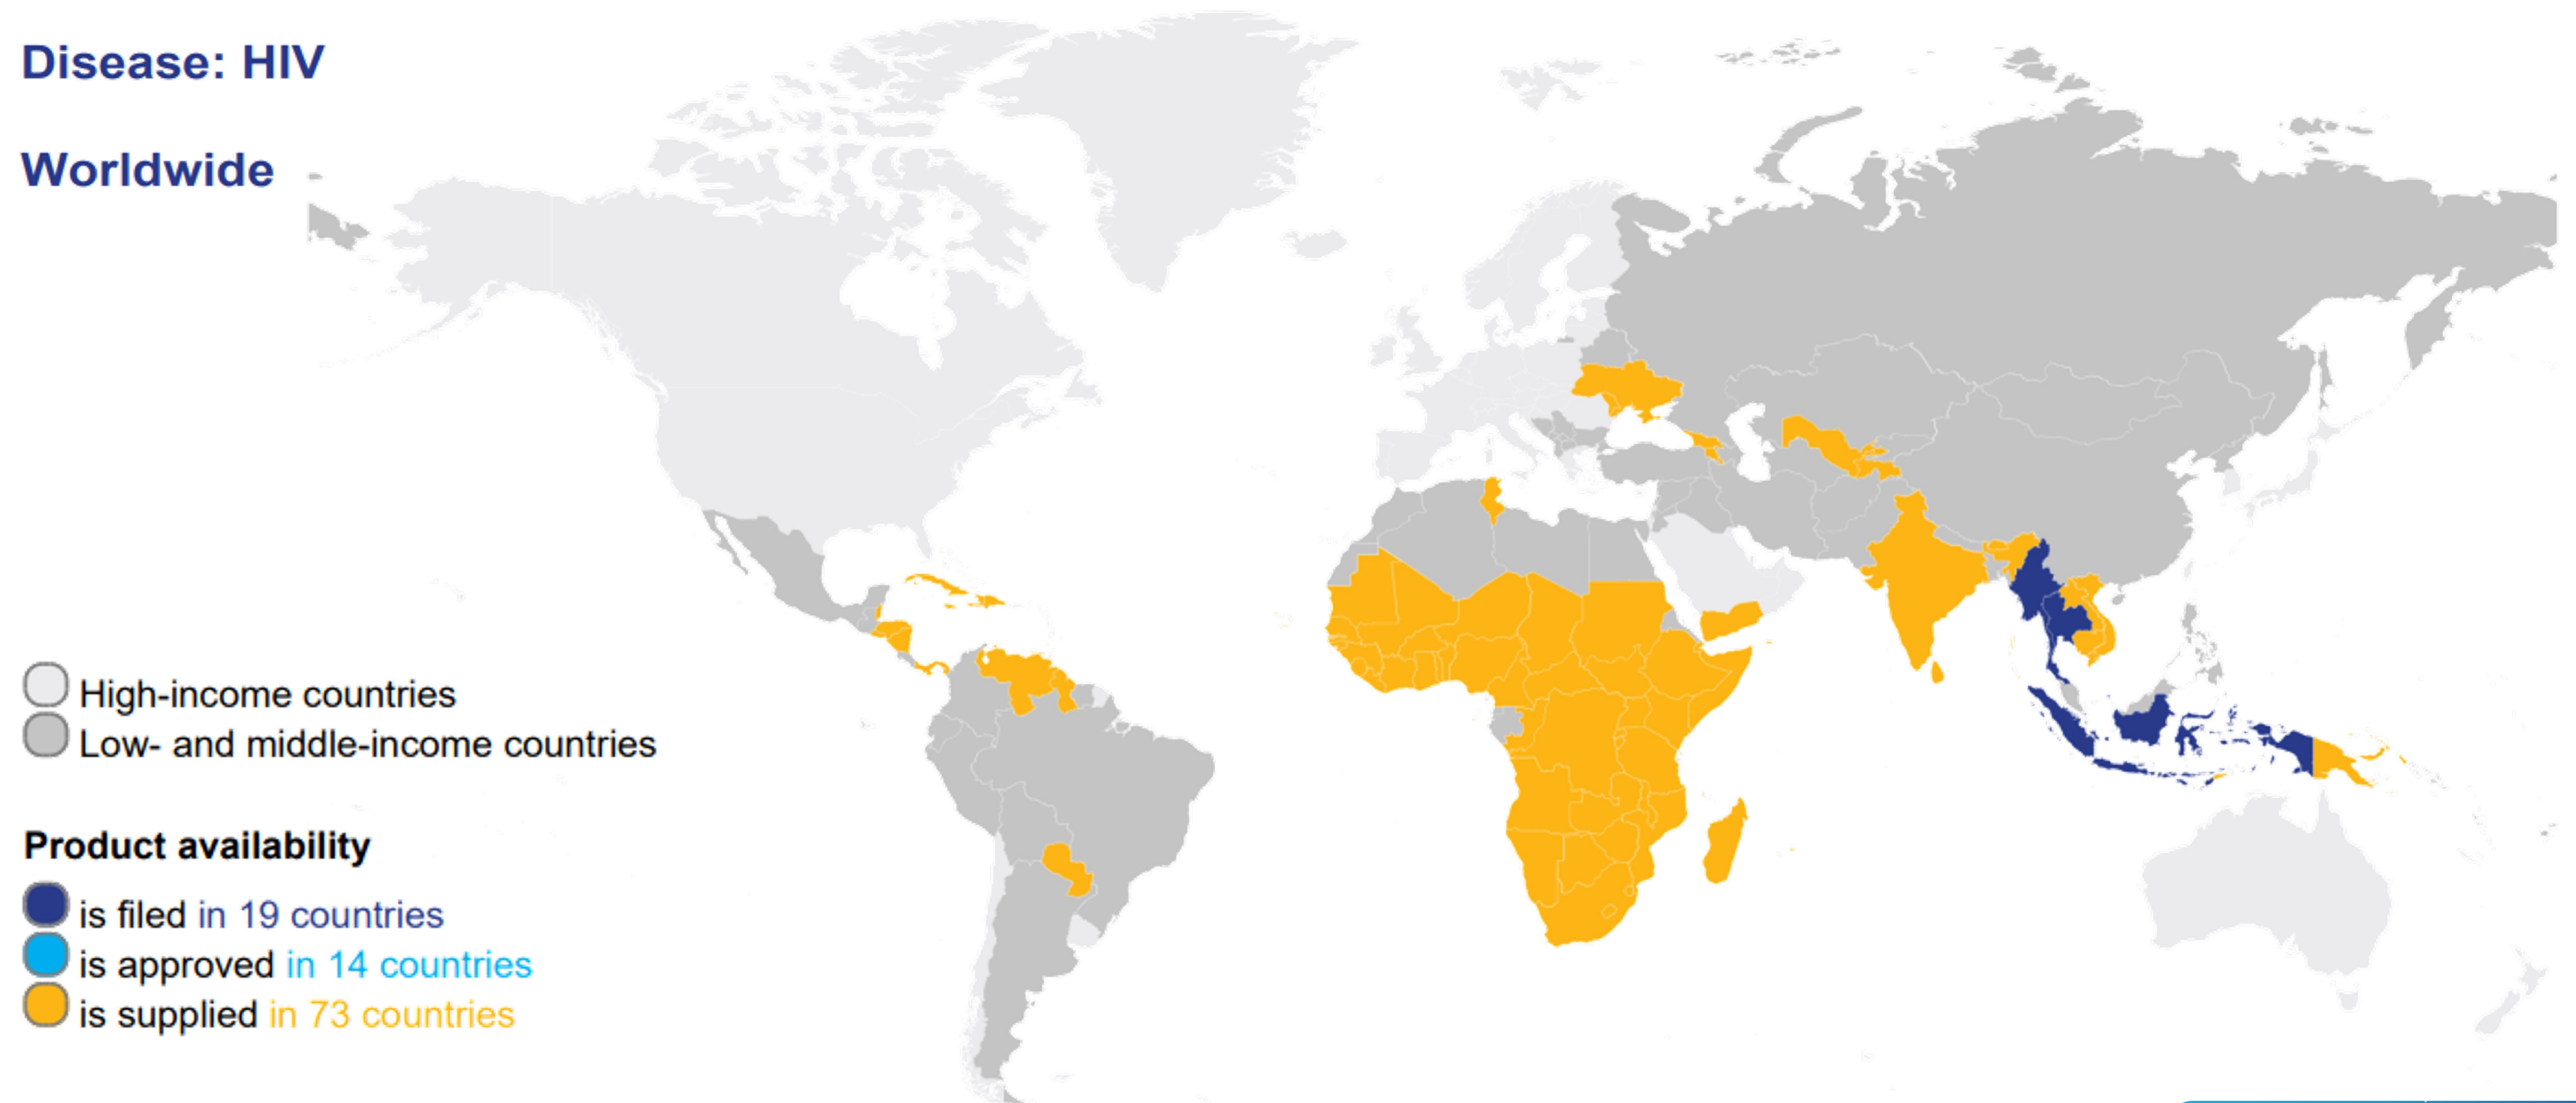 Disease: HIV
Worldwide
High-income countries
Low- and middle-income countries
Product availability
is filed in 19 countries
is approved in 14 countries
is supplied in 73 countries